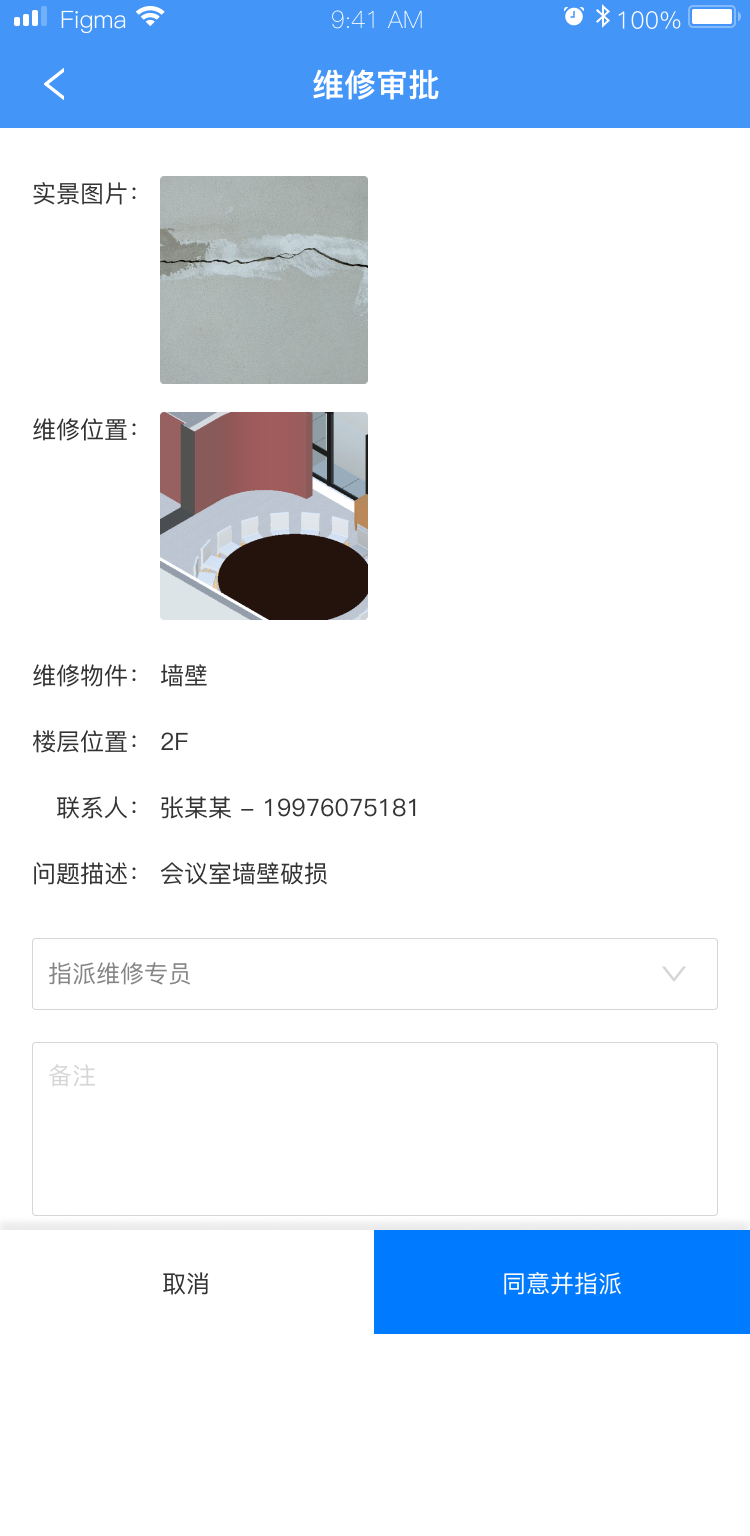 Figma 9:41 AM 100%
维修审批
实景图片：
维修位置：
维修物件： 墙壁
楼层位置： 2F
联系人： 张某某 – 19976075181
问题描述： 会议室墙壁破损
指派维修专员
备注
取消 同意并指派